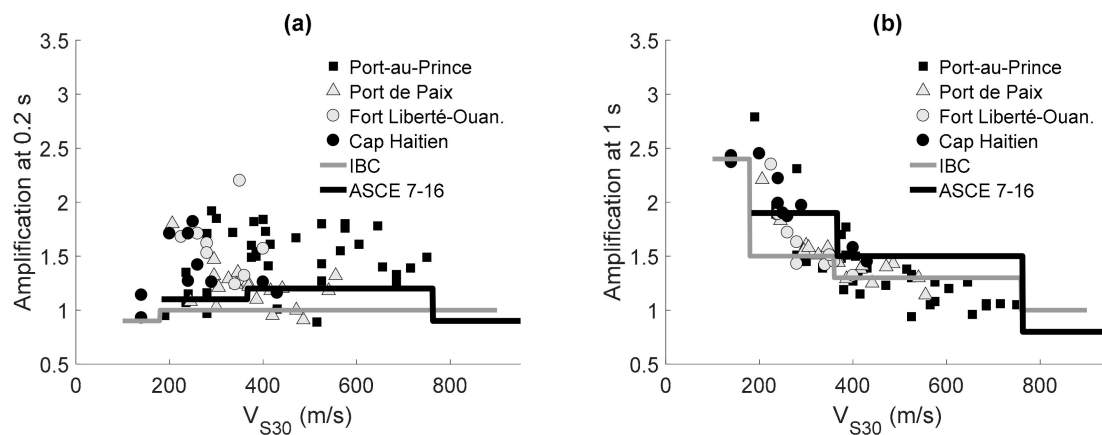 (a)
Amplification at 0.2 s
3.5
3
2.5
2
1.5
1
0.5
Port-au-Prince
Port de Paix
Fort Liberté-Ouan.
Cap Haitien
IBC
ASCE 7-16
0
200
400
600
800
V_S30 (m/s)
(b)
Amplification at 1 s
3.5
3
2.5
2
1.5
1
0.5
Port-au-Prince
Port de Paix
Fort Liberté-Ouan.
Cap Haitien
IBC
ASCE 7-16
0
200
400
600
800
V_S30 (m/s)